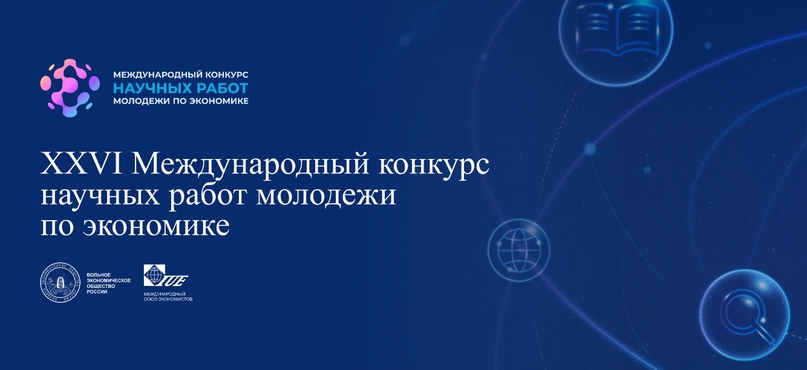 МЕЖДУНАРОДНЫЙ КОНКУРС
НАУЧНЫХ РАБОТ
МОЛОДЕЖИ ПО ЭКОНОМИКЕ
XXVI Международный конкурс
научных работ молодежи
по экономике
ВОЛЬНОЕ
ЭКОНОМИЧЕСКОЕ
ОБЩЕСТВО
РОССИИ
IUE
МЕЖДУНАРОДНЫЙ
СОЮЗ ЭКОНОМИСТОВ